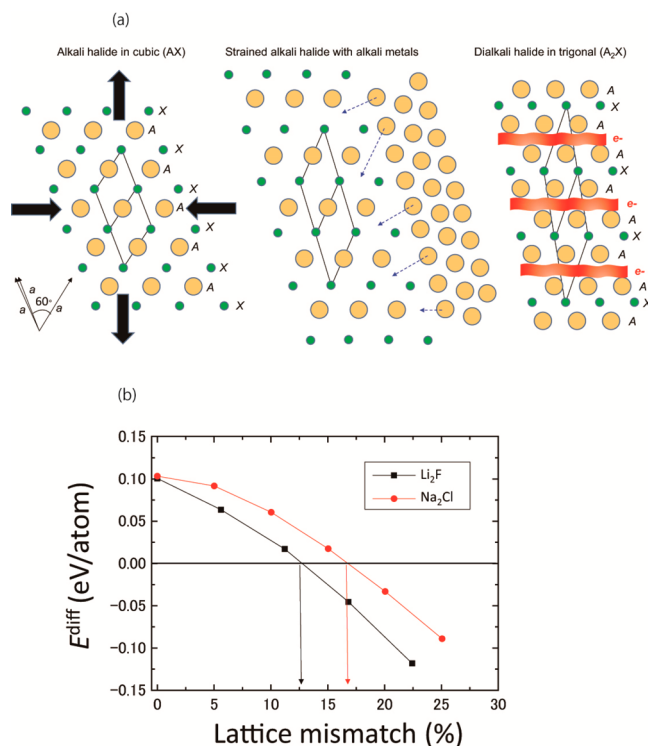 (a)
Alkali halide in cubic (AX)
Strained alkali halide with alkali metals
Dialkali halide in trigonal (A₂X)
X
A
X
A
X
A
X
A
X
A
X
60°
a
a
a
A
X
A
e-
A
X
A
e-
A
X
A
e-
A
X
A
(b)
0.15
0.10
0.05
0.00
-0.05
-0.10
-0.15
E^diff (eV/atom)
Li₂F
Na₂Cl
0 5 10 15 20 25 30
Lattice mismatch (%)